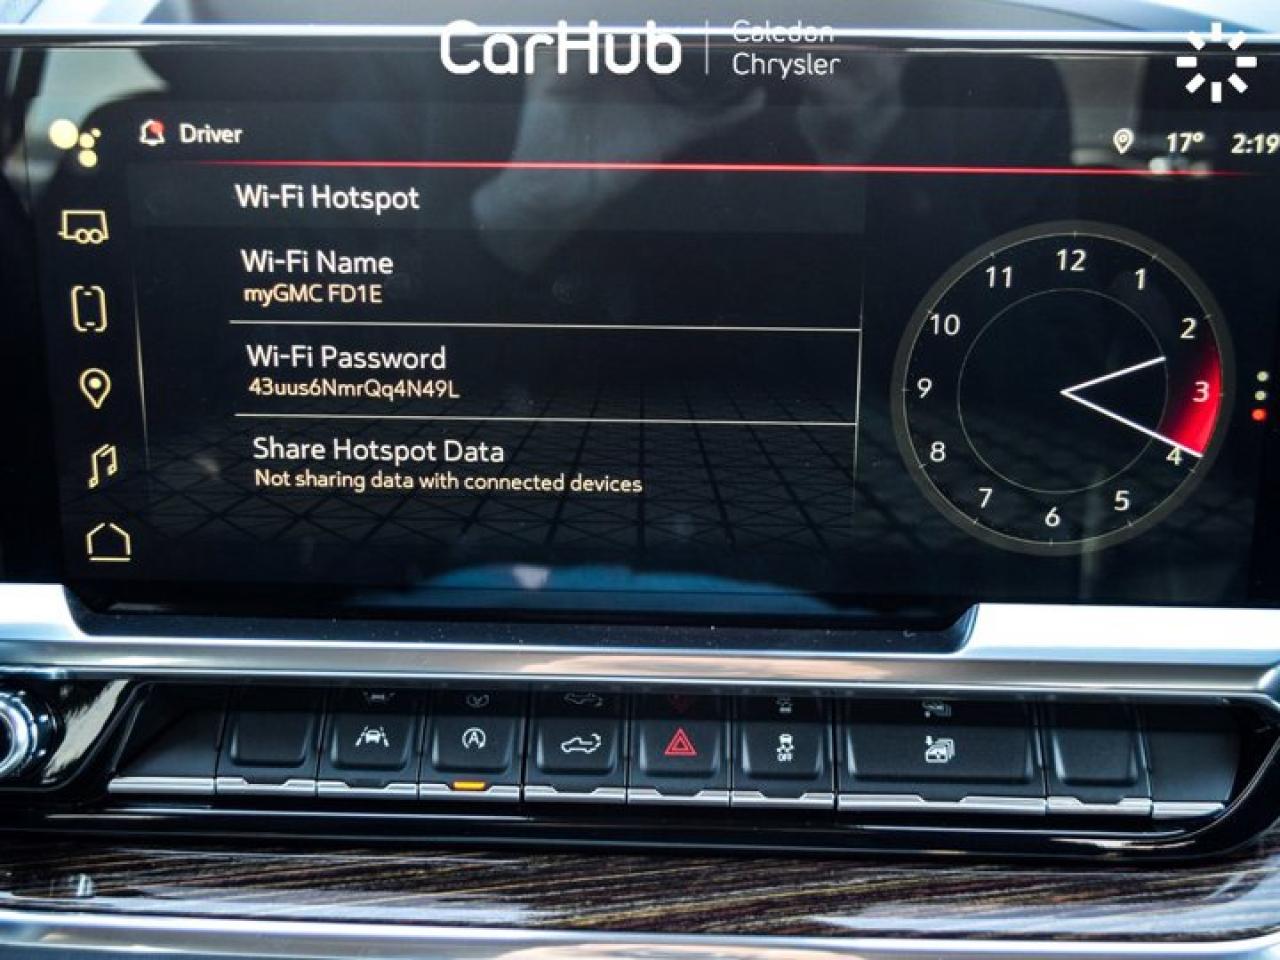 CarHub
Caledon
Chrysler
Driver
17°
2:19
Wi-Fi Hotspot
Wi-Fi Name
myGMC FD1E
Wi-Fi Password
43uus6NmrQq4N49L
Share Hotspot Data
Not sharing data with connected devices
12
1
2
3
4
5
6
7
8
9
10
11
A
OFF